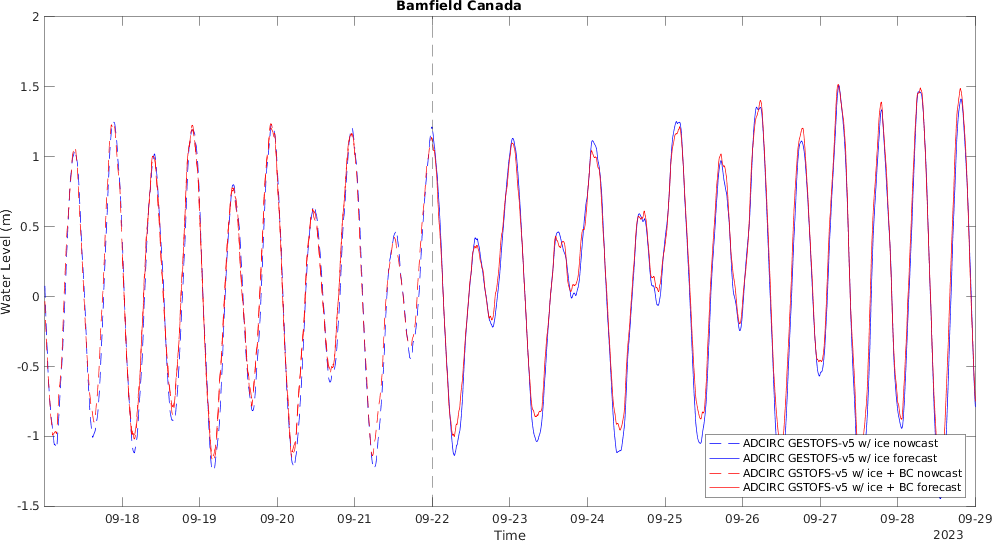 Bamfield Canada
2
1.5
1
0.5
0
-0.5
-1
-1.5
Water Level (m)
ADCIRC GESTOFS-v5 w/ ice nowcast
ADCIRC GESTOFS-v5 w/ ice forecast
ADCIRC GSTOFS-v5 w/ ice + BC nowcast
ADCIRC GSTOFS-v5 w/ ice + BC forecast
09-18 09-19 09-20 09-21 09-22 09-23 09-24 09-25 09-26 09-27 09-28 09-29
Time
2023